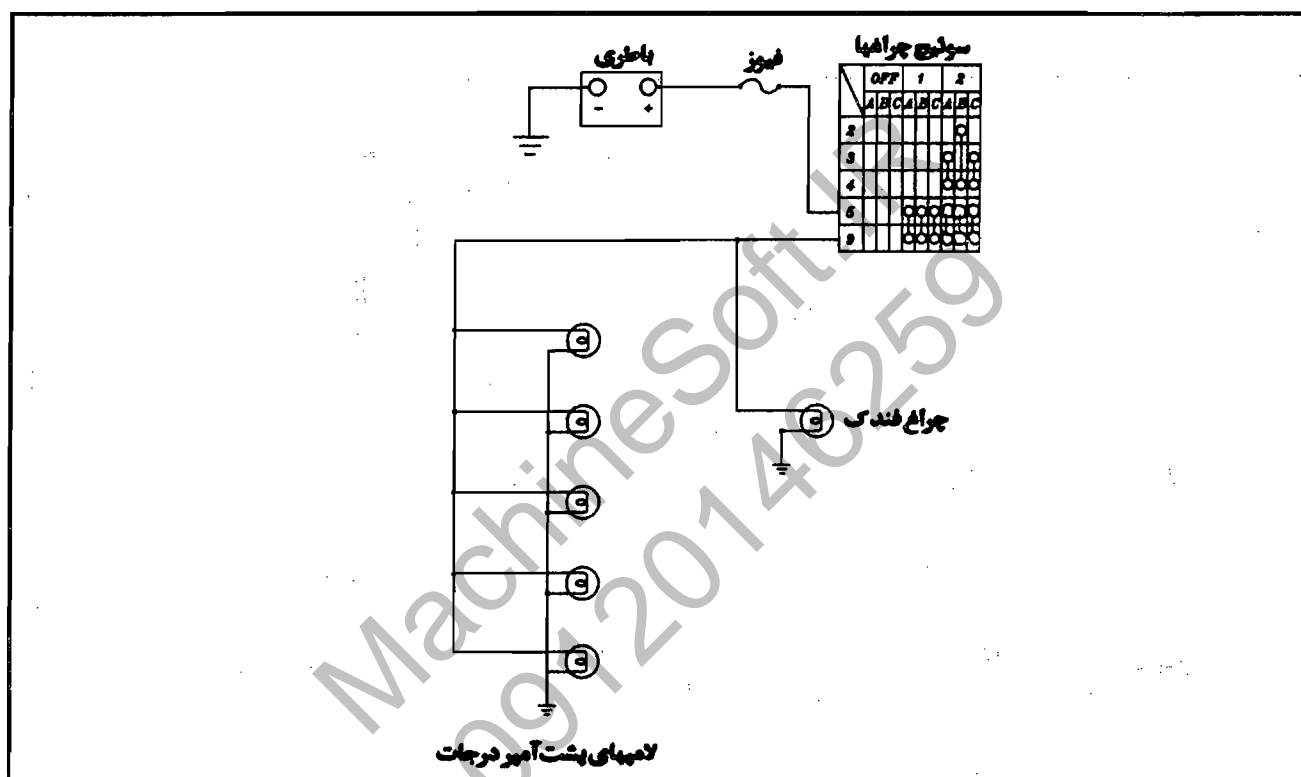 سوئیچ چراغها
باطری
فیوز
OFF 1 2
A B C A B C A B C
- +
2
3
4
5
9
چراغ فندک
لامپهای پشت آمپر درجات
MachineSoft.IR
09120146259